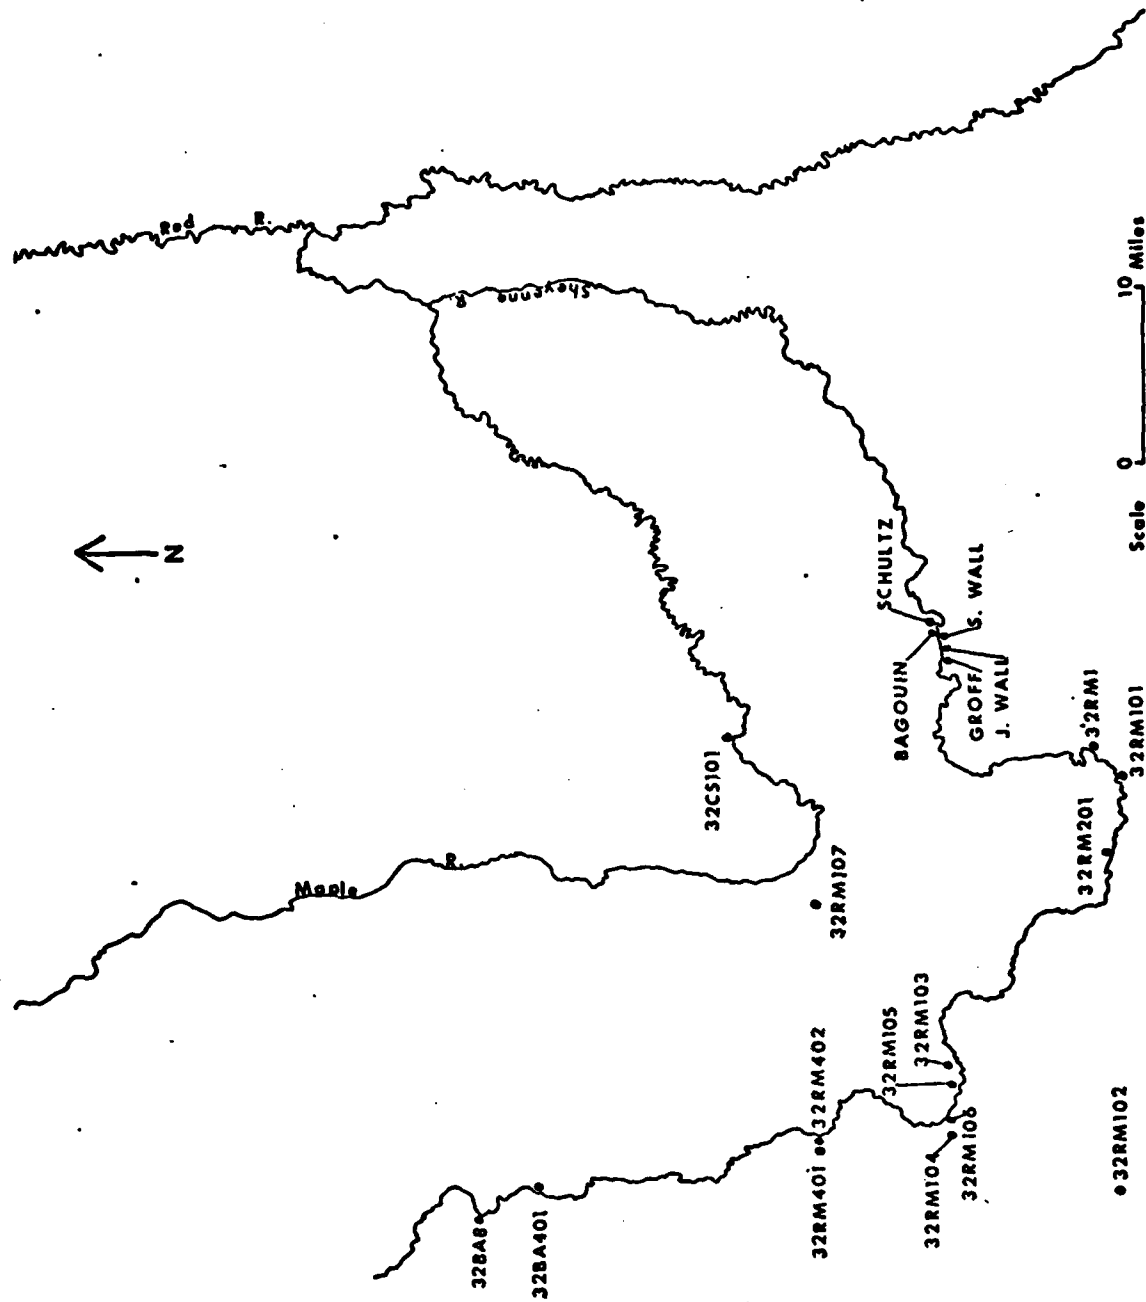 Red R.
Sheyenne R.
Maple R.
N
SCHULTZ
BAGOUIN
S. WALL
GROFF
J. WALL
32CS101
32RM107
32RM1
32RM101
32RM201
32RM105
32RM103
32RM402
32RM401
32RM104
32RM106
32RM102
32BA8
32BA401
Scale
0
10 Miles